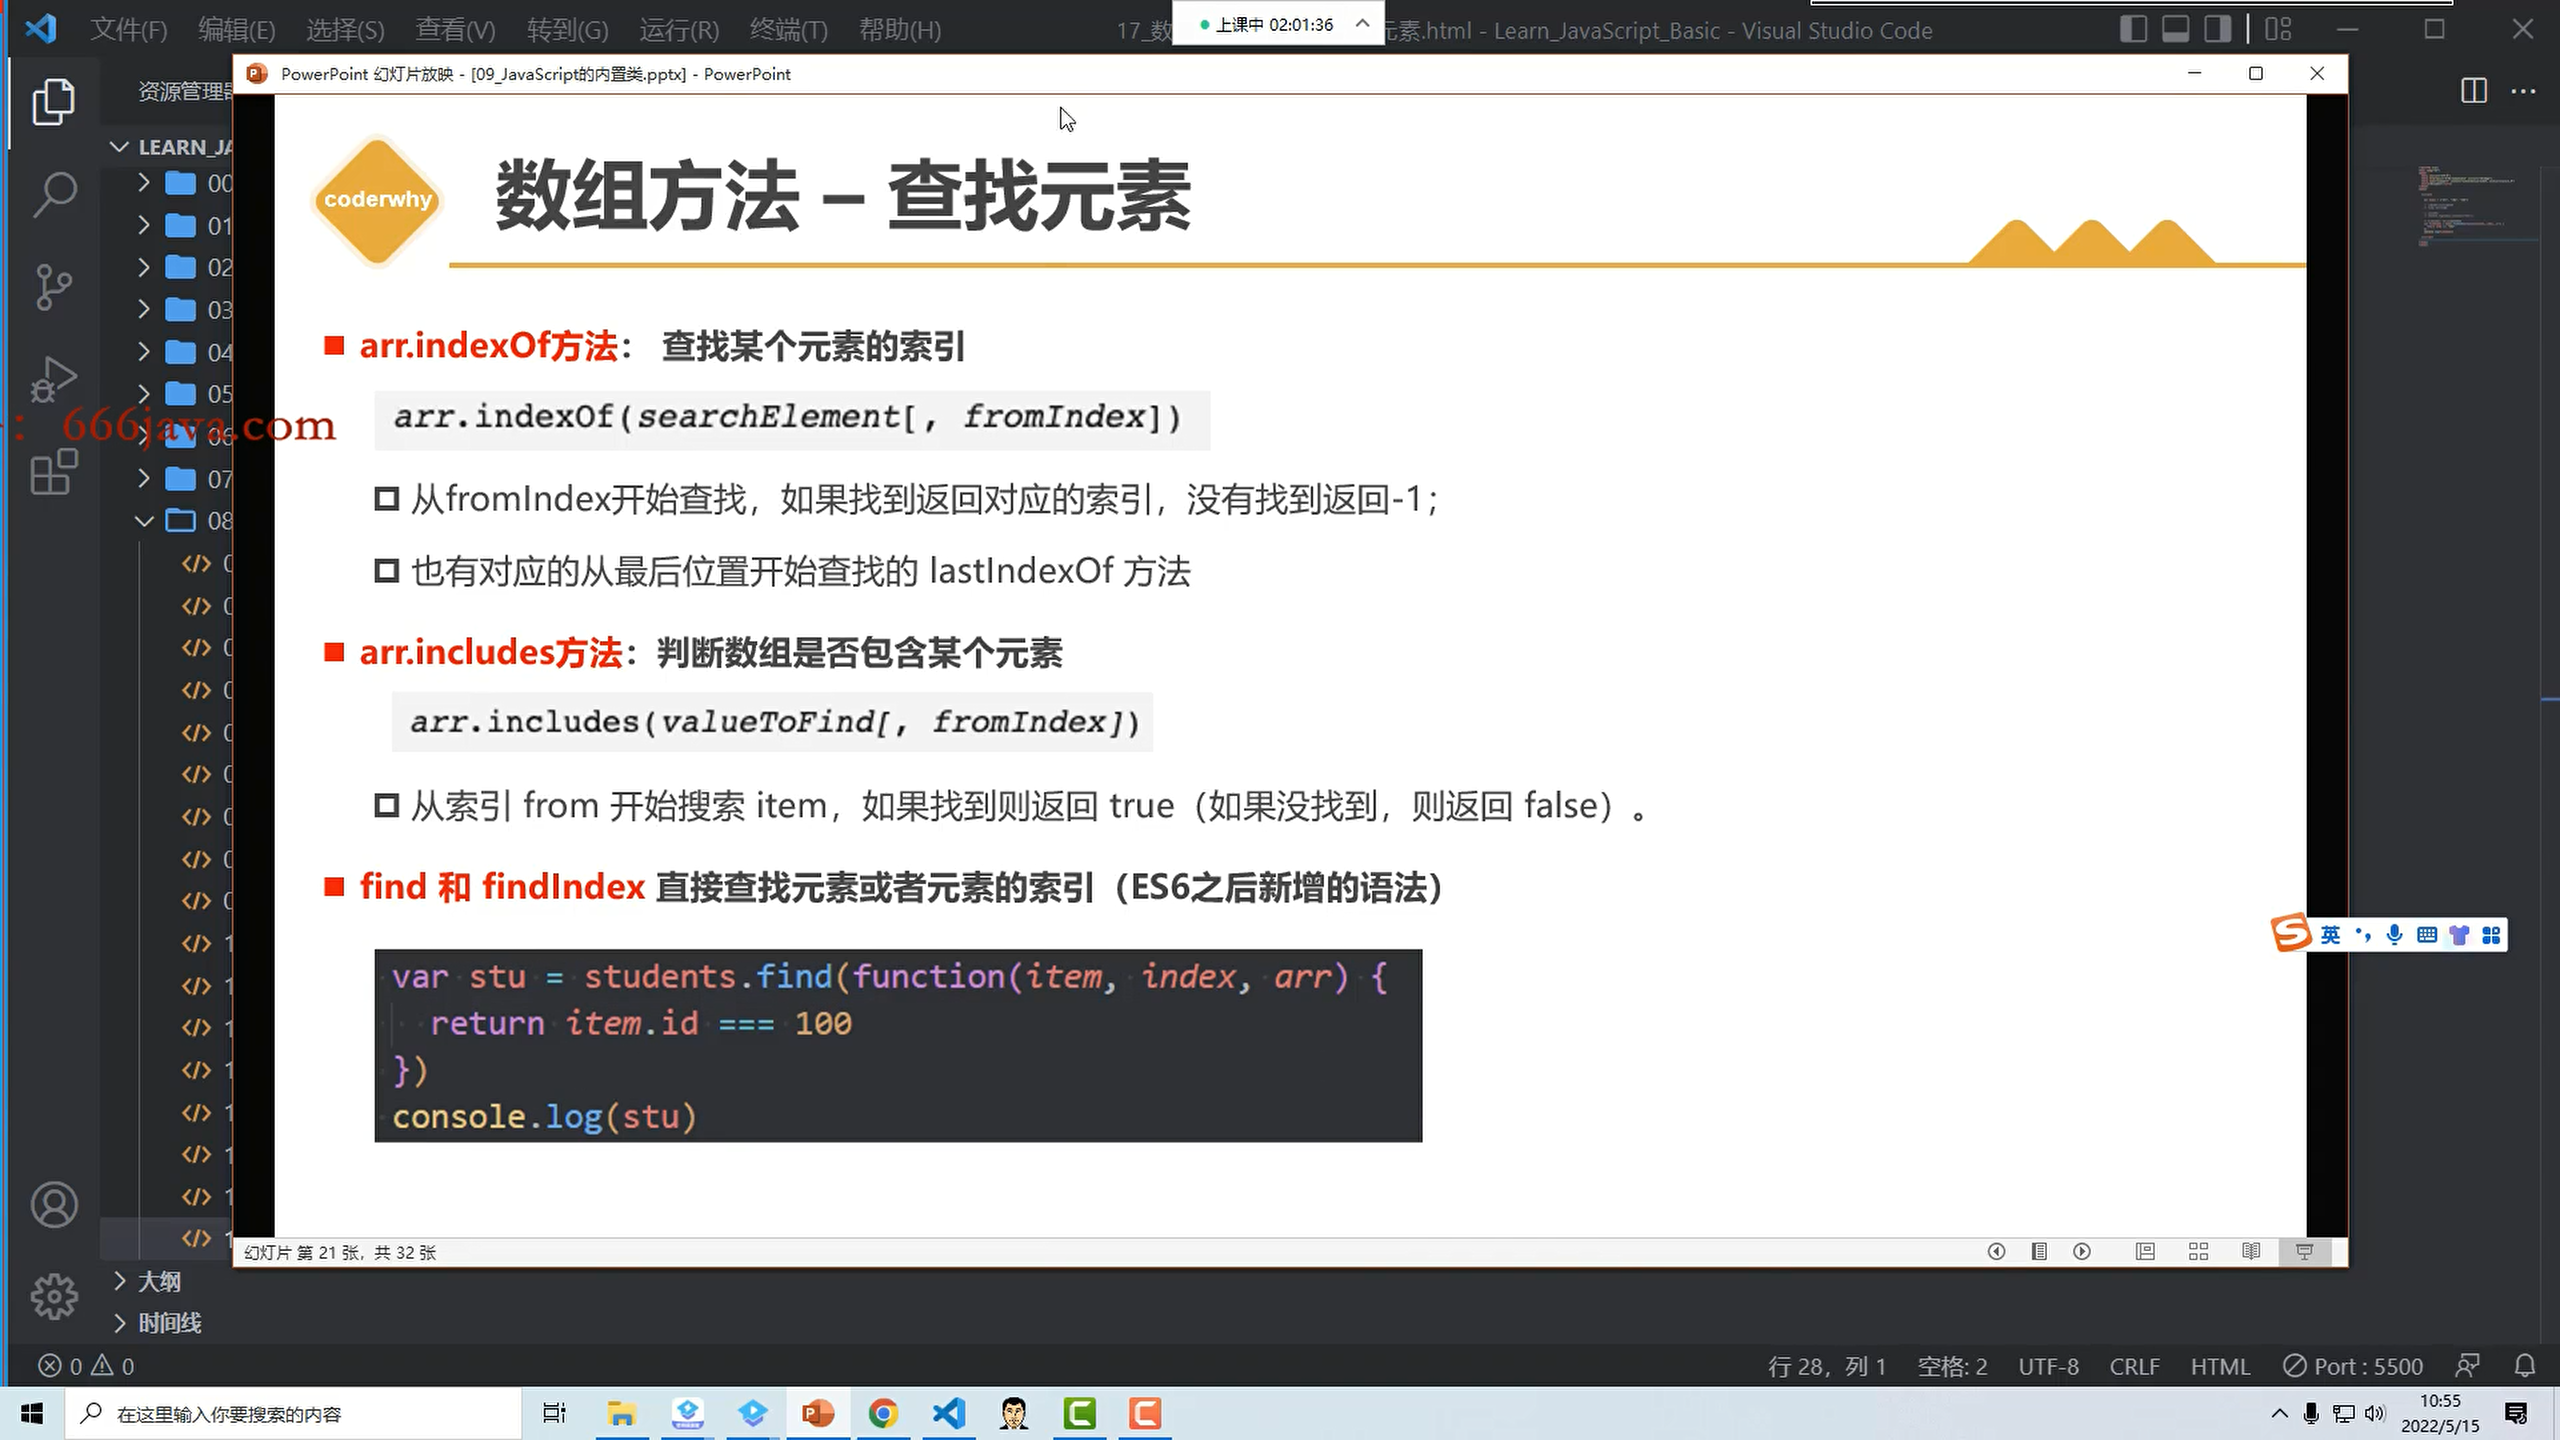 文件(F) 编辑(E) 选择(S) 查看(V) 转到(G) 运行(R) 终端(T) 帮助(H)
17_数
上课中 02:01:36
元素.html - Learn_JavaScript_Basic - Visual Studio Code
PowerPoint 幻灯片放映 - [09_JavaScript的内置类.pptx] - PowerPoint
资源管理器
LEARN_JA
00
01
02
03
04
05
06
07
08
666java.com
coderwhy
数组方法 – 查找元素
arr.indexOf方法： 查找某个元素的索引
arr.indexOf(searchElement[, fromIndex])
从fromIndex开始查找，如果找到返回对应的索引，没有找到返回-1；
也有对应的从最后位置开始查找的 lastIndexOf 方法
arr.includes方法：判断数组是否包含某个元素
arr.includes(valueToFind[, fromIndex])
从索引 from 开始搜索 item，如果找到则返回 true（如果没找到，则返回 false）。
find 和 findIndex 直接查找元素或者元素的索引（ES6之后新增的语法）
var stu = students.find(function(item, index, arr) {
return item.id === 100
})
console.log(stu)
英
幻灯片 第 21 张，共 32 张
大纲
时间线
0 0
行 28，列 1 空格: 2 UTF-8 CRLF HTML Port : 5500
在这里输入你要搜索的内容
10:55
2022/5/15